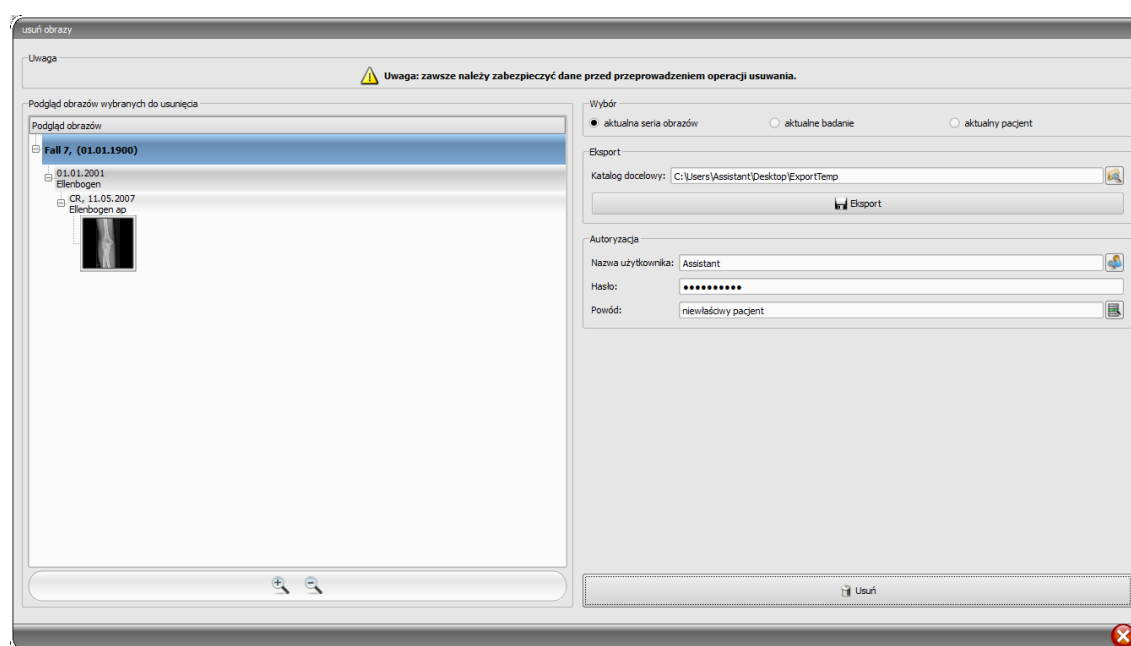 usuń obrazy
Uwaga
Uwaga: zawsze należy zabezpieczyć dane przed przeprowadzeniem operacji usuwania.
Podgląd obrazów wybranych do usunięcia
Podgląd obrazów
Fall 7, (01.01.1900)
01.01.2001
Ellenbogen
CR, 11.05.2007
Ellenbogen ap
Wybór
aktualna seria obrazów
aktualne badanie
aktualny pacjent
Eksport
Katalog docelowy: C:\Users\Assistant\Desktop\ExportTemp
Eksport
Autoryzacja
Nazwa użytkownika: Assistant
Hasło: ●●●●●●●●●●
Powód: niewłaściwy pacjent
Usuń